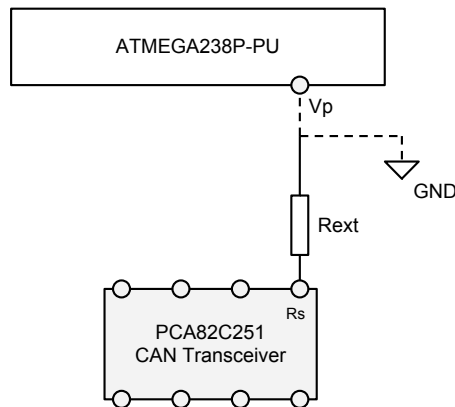 ATMEGA238P-PU
Vp
GND
Rext
Rs
PCA82C251
CAN Transceiver